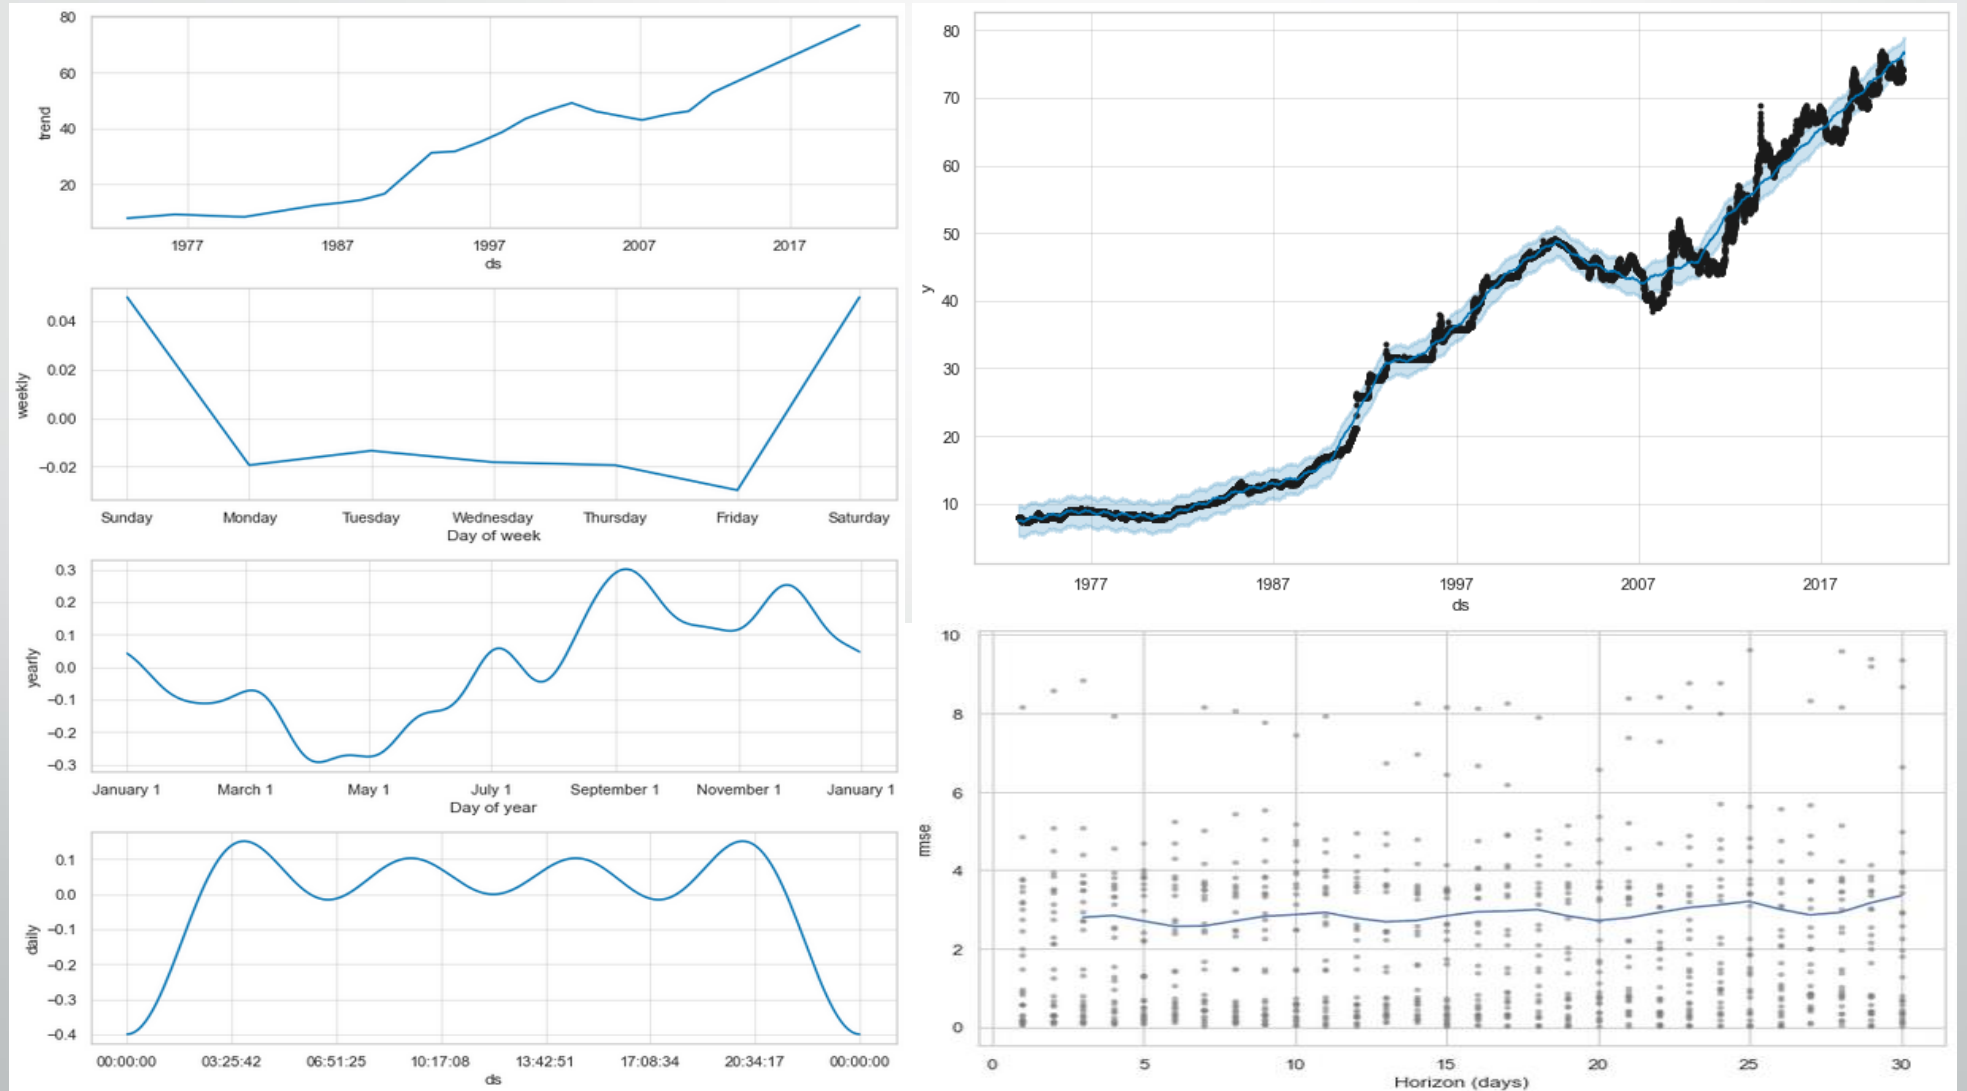 80
60
40
20
trend
1977 1987 1997 2007 2017
ds
0.04
0.02
0.00
−0.02
weekly
Sunday Monday Tuesday Wednesday Thursday Friday Saturday
Day of week
0.3
0.2
0.1
0.0
−0.1
−0.2
−0.3
yearly
January 1 March 1 May 1 July 1 September 1 November 1 January 1
Day of year
0.1
0.0
−0.1
−0.2
−0.3
−0.4
daily
00:00:00 03:25:42 06:51:25 10:17:08 13:42:51 17:08:34 20:34:17 00:00:00
ds
80
70
60
50
40
30
20
10
y
1977 1987 1997 2007 2017
ds
10
8
6
4
2
0
rmse
0 5 10 15 20 25 30
Horizon (days)